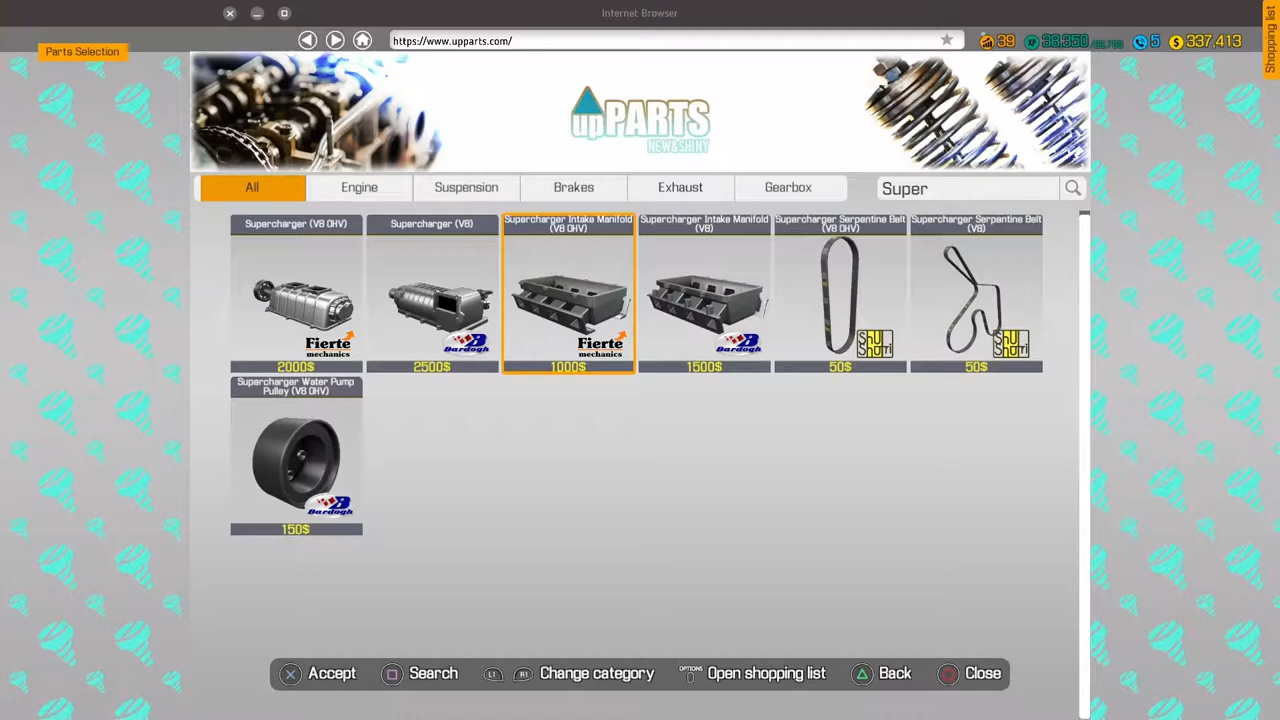 Internet Browser
Parts Selection
https://www.upparts.com/
39
38,350
5
337,413
Shopping list
upPARTS
NEW&SHINY
All
Engine
Suspension
Brakes
Exhaust
Gearbox
Super
Supercharger (V8 OHV)
Fierte
mechanics
2000$
Supercharger (V8)
Bardogh
2500$
Supercharger Intake Manifold
(V8 OHV)
Fierte
mechanics
1000$
Supercharger Intake Manifold
(V8)
Bardogh
1500$
Supercharger Serpentine Belt
(V8 OHV)
50$
Supercharger Serpentine Belt
(V8)
50$
Supercharger Water Pump
Pulley (V8 OHV)
Bardogh
150$
Accept
Search
L1
R1
Change category
OPTIONS
Open shopping list
Back
Close